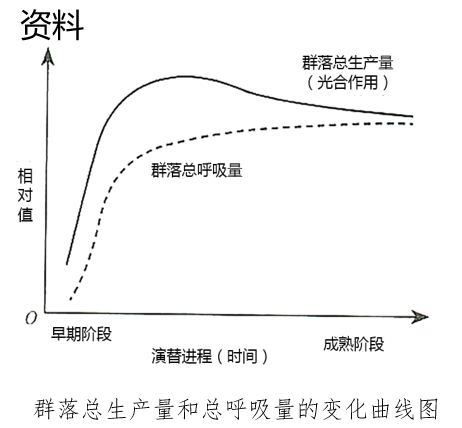 资料
群落总生产量
（光合作用）
群落总呼吸量
相对值
O
早期阶段
成熟阶段
演替进程（时间）
群落总生产量和总呼吸量的变化曲线图